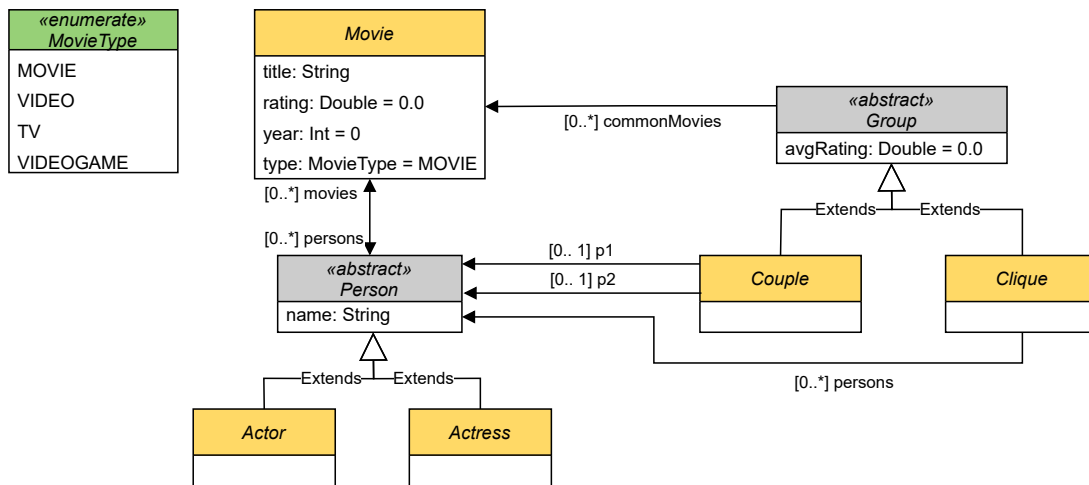 «enumerate»
MovieType
MOVIE
VIDEO
TV
VIDEOGAME
Movie
title: String
rating: Double = 0.0
year: Int = 0
type: MovieType = MOVIE
[0..*] commonMovies
«abstract»
Group
avgRating: Double = 0.0
[0..*] movies
[0..*] persons
Extends
Extends
«abstract»
Person
name: String
[0.. 1] p1
[0.. 1] p2
Couple
Clique
[0..*] persons
Extends
Extends
Actor
Actress